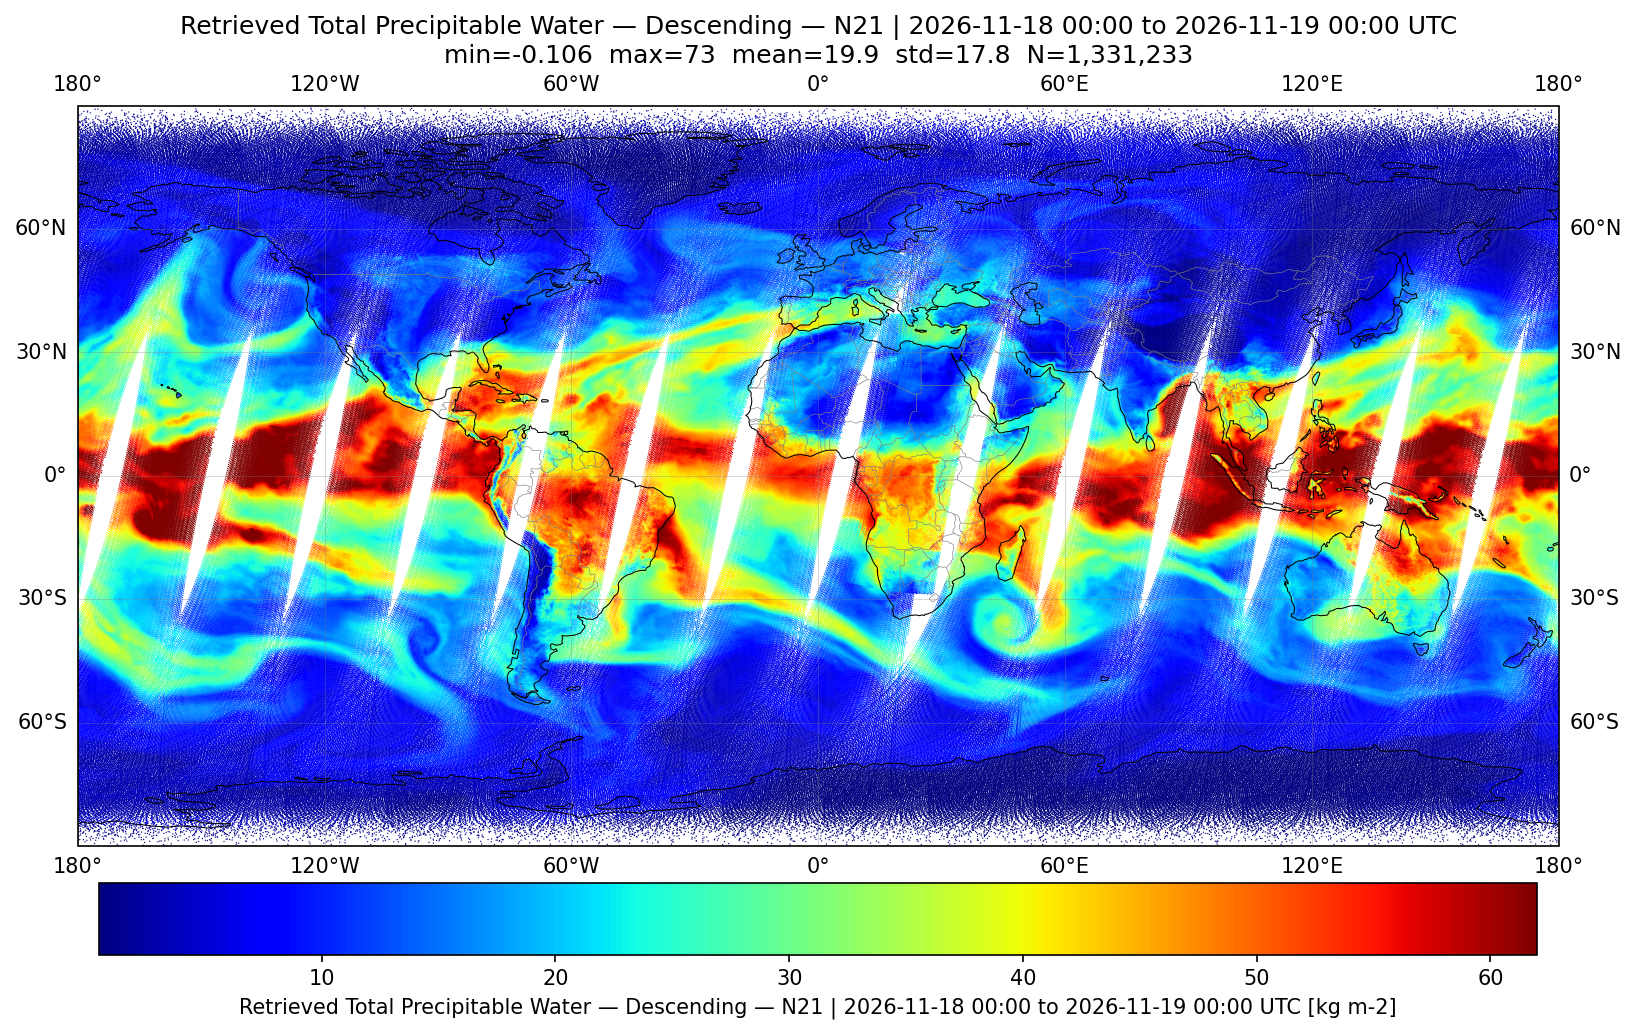 Retrieved Total Precipitable Water — Descending — N21 | 2026-11-18 00:00 to 2026-11-19 00:00 UTC
min=-0.106 max=73 mean=19.9 std=17.8 N=1,331,233
180° 120°W 60°W 0° 60°E 120°E 180°
60°N 60°N
30°N 30°N
0° 0°
30°S 30°S
60°S 60°S
180° 120°W 60°W 0° 60°E 120°E 180°
10 20 30 40 50 60
Retrieved Total Precipitable Water — Descending — N21 | 2026-11-18 00:00 to 2026-11-19 00:00 UTC [kg m-2]